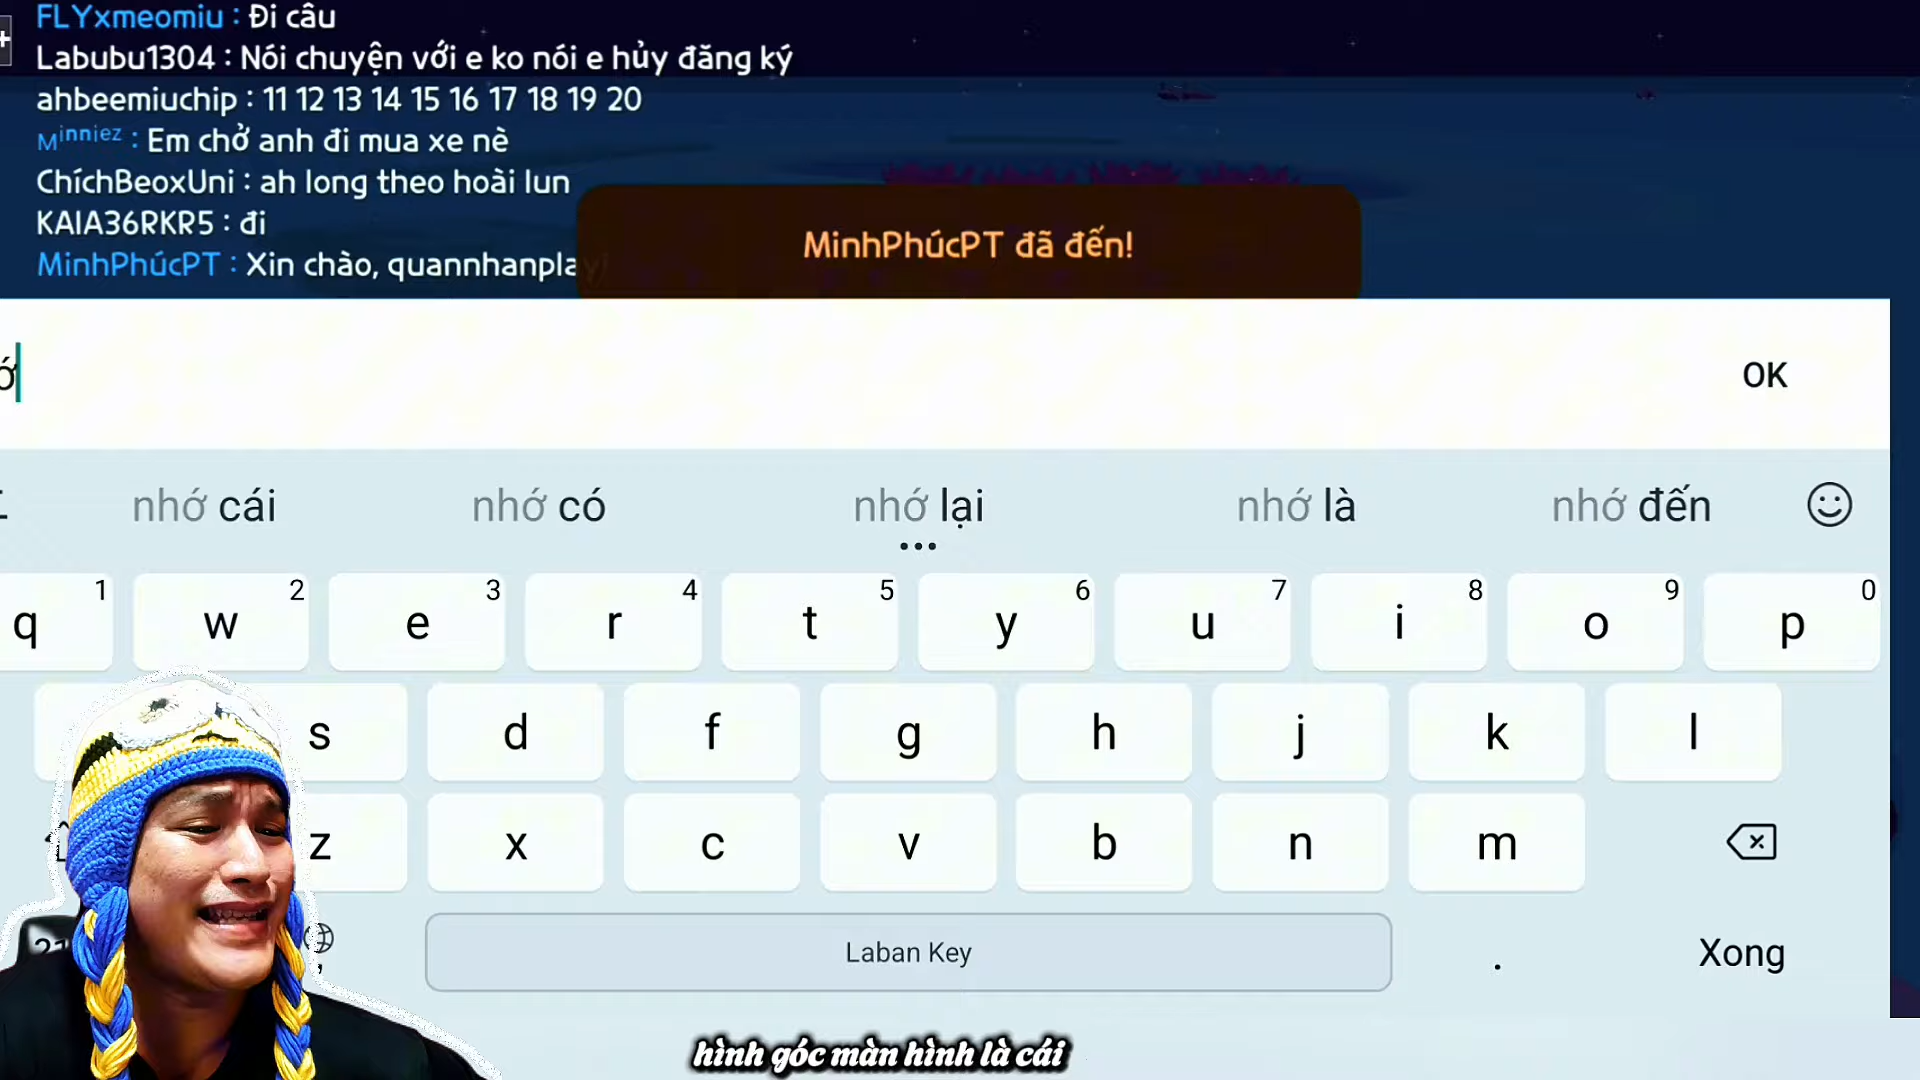 FLYxmeomiu : Đi câu
Labubu1304 : Nói chuyện với e ko nói e hủy đăng ký
ahbeemiuchip : 11 12 13 14 15 16 17 18 19 20
Minniez : Em chở anh đi mua xe nè
ChíchBeoxUni : ah long theo hoài lun
KAIA36RKR5 : đi
MinhPhúcPT : Xin chào, quannhanplay!
MinhPhúcPT đã đến!
ớ
OK
nhớ cái nhớ có nhớ lại nhớ là nhớ đến
1 2 3 4 5 6 7 8 9 0
q w e r t y u i o p
s d f g h j k l
z x c v b n m
, Laban Key . Xong
hình góc màn hình là cái